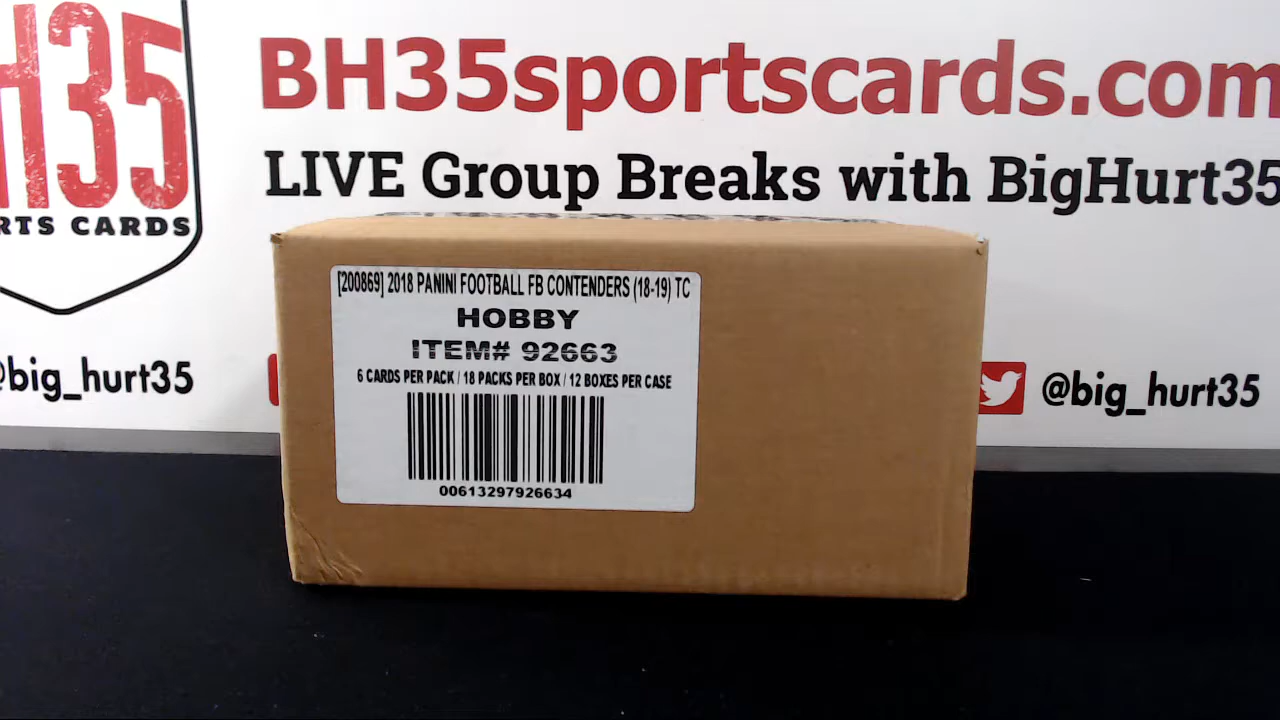 BH35sportscards.com
LIVE Group Breaks with BigHurt35
H35
RTS CARDS
@big_hurt35
@big_hurt35
[200869] 2018 PANINI FOOTBALL FB CONTENDERS (18-19) TC
HOBBY
ITEM# 92663
6 CARDS PER PACK / 18 PACKS PER BOX / 12 BOXES PER CASE
00613297926634